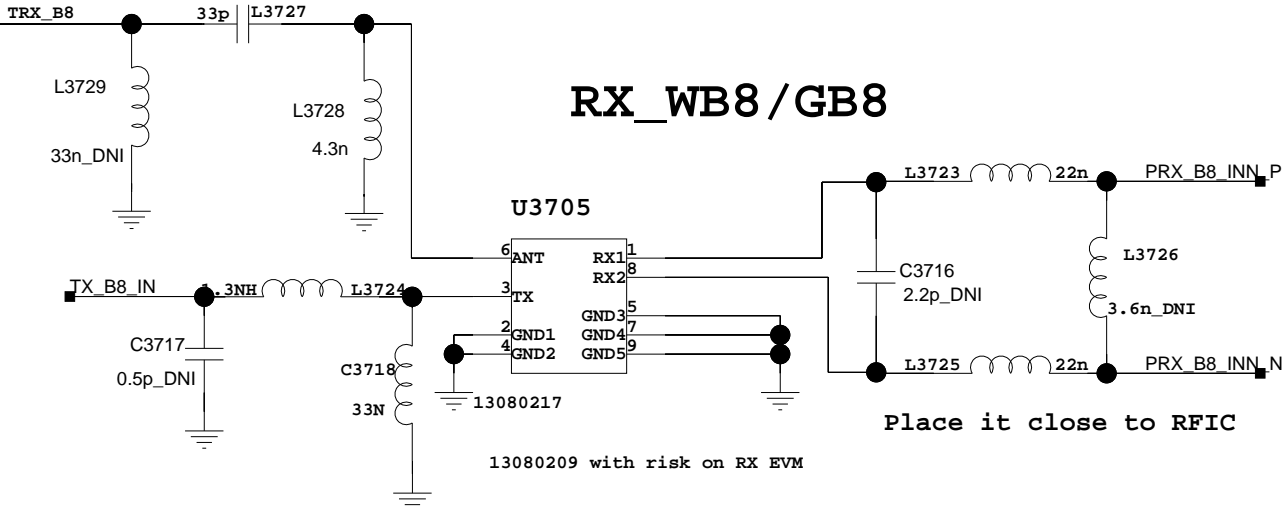 TRX_B8
33p
L3727
L3729
33n_DNI
L3728
4.3n
RX_WB8/GB8
L3723
22n
PRX_B8_INN_P
U3705
6
ANT
RX1
1
RX2
8
3
TX
GND3
5
2
GND1
GND4
7
4
GND2
GND5
9
C3716
2.2p_DNI
L3726
3.6n_DNI
TX_B8_IN
1.3NH
L3724
C3717
0.5p_DNI
C3718
33N
13080217
L3725
22n
PRX_B8_INN_N
Place it close to RFIC
13080209 with risk on RX EVM